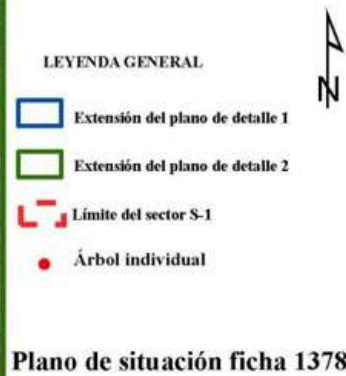 LEYENDA GENERAL
N
Extensión del plano de detalle 1
Extensión del plano de detalle 2
Límite del sector S-1
Árbol individual
Plano de situación ficha 1378